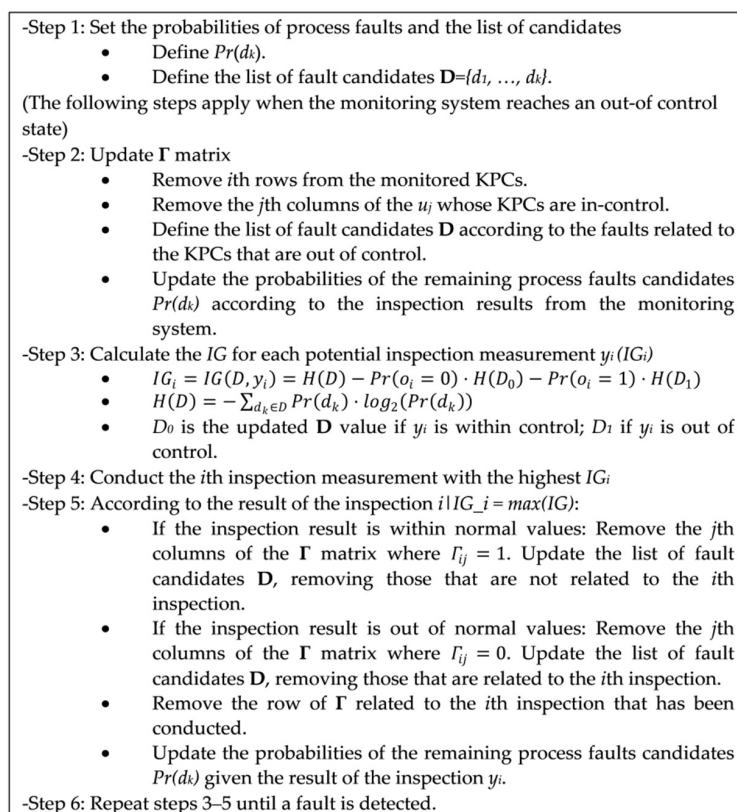 -Step 1: Set the probabilities of process faults and the list of candidates
• Define Pr(dk).
• Define the list of fault candidates D={d1, …, dk}.
(The following steps apply when the monitoring system reaches an out-of control
state)
-Step 2: Update Γ matrix
• Remove ith rows from the monitored KPCs.
• Remove the jth columns of the uj whose KPCs are in-control.
• Define the list of fault candidates D according to the faults related to
the KPCs that are out of control.
• Update the probabilities of the remaining process faults candidates
Pr(dk) according to the inspection results from the monitoring
system.
-Step 3: Calculate the IG for each potential inspection measurement yi (IGi)
• IGi = IG(D, yi) = H(D) − Pr(oi = 0) · H(D0) − Pr(oi = 1) · H(D1)
• H(D) = −∑dk∈D Pr(dk) · log2(Pr(dk))
• D0 is the updated D value if yi is within control; D1 if yi is out of
control.
-Step 4: Conduct the ith inspection measurement with the highest IGi
-Step 5: According to the result of the inspection i|IG_i = max(IG):
• If the inspection result is within normal values: Remove the jth
columns of the Γ matrix where Γij = 1. Update the list of fault
candidates D, removing those that are not related to the ith
inspection.
• If the inspection result is out of normal values: Remove the jth
columns of the Γ matrix where Γij = 0. Update the list of fault
candidates D, removing those that are related to the ith inspection.
• Remove the row of Γ related to the ith inspection that has been
conducted.
• Update the probabilities of the remaining process faults candidates
Pr(dk) given the result of the inspection yi.
-Step 6: Repeat steps 3–5 until a fault is detected.